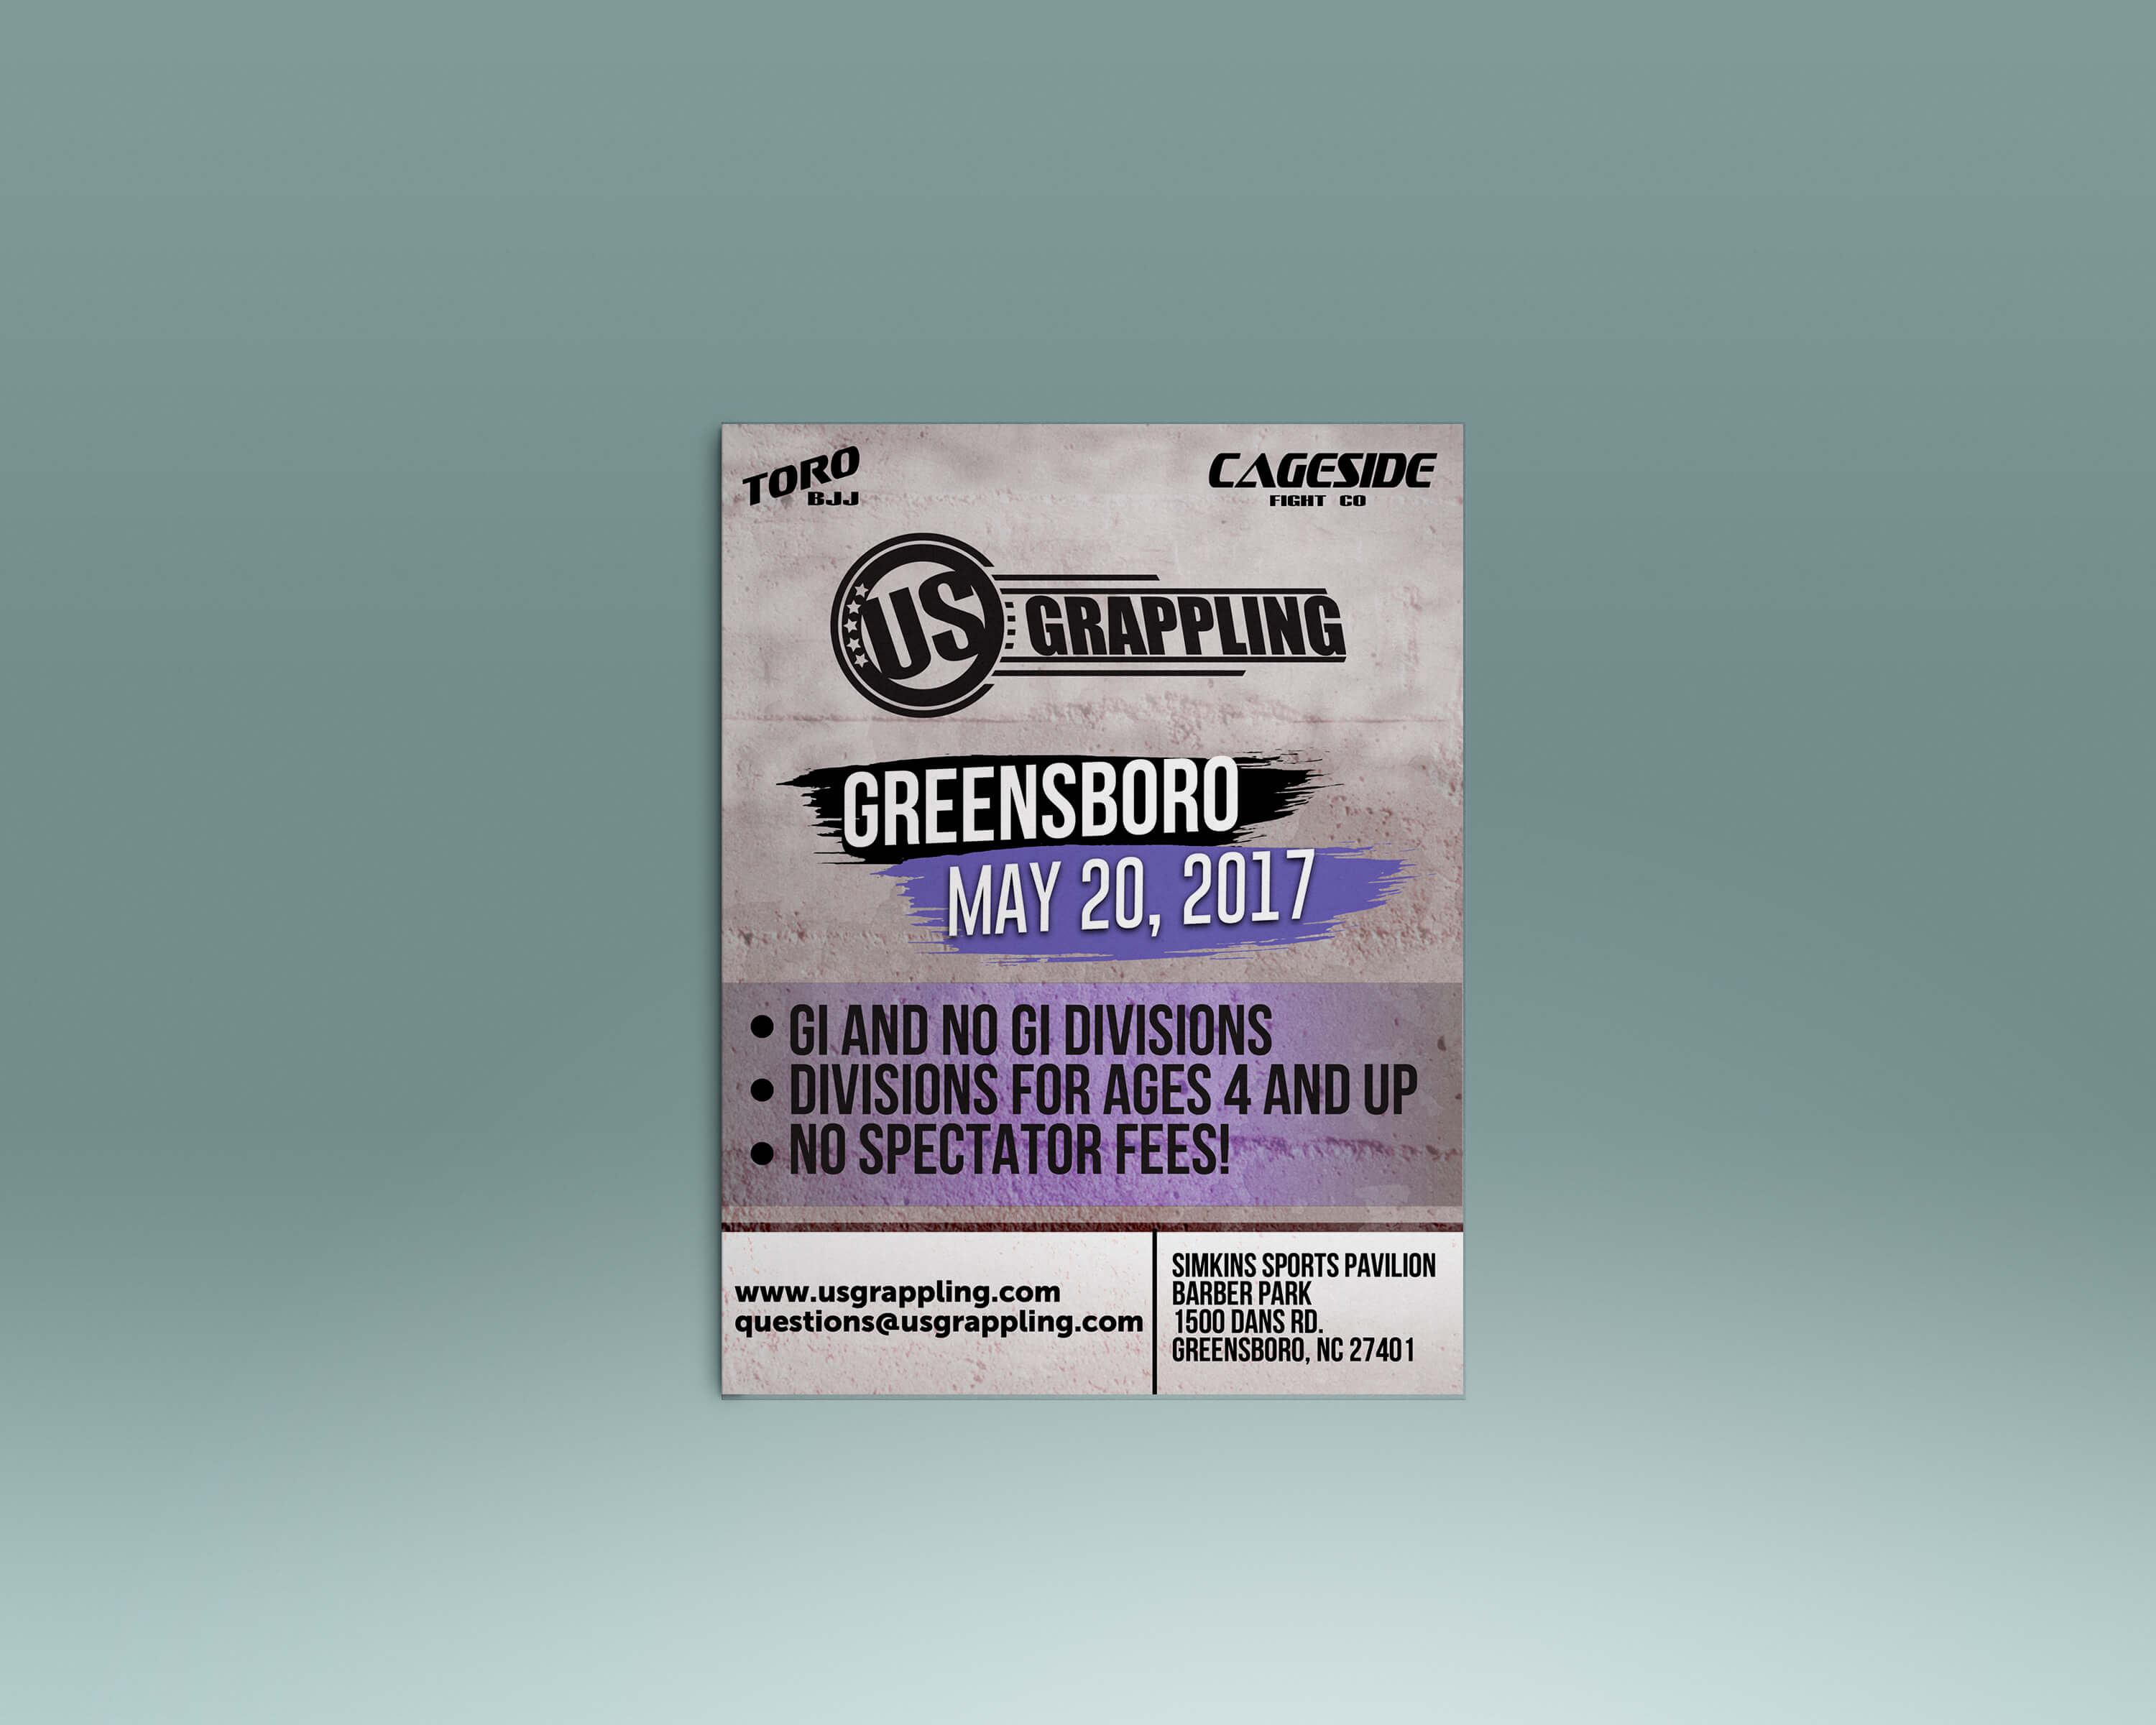 TORO
BJJ
CAGESIDE
FIGHT CO
US GRAPPLING
GREENSBORO
MAY 20, 2017
• GI AND NO GI DIVISIONS
• DIVISIONS FOR AGES 4 AND UP
• NO SPECTATOR FEES!
www.usgrappling.com
questions@usgrappling.com
SIMKINS SPORTS PAVILION
BARBER PARK
1500 DANS RD.
GREENSBORO, NC 27401